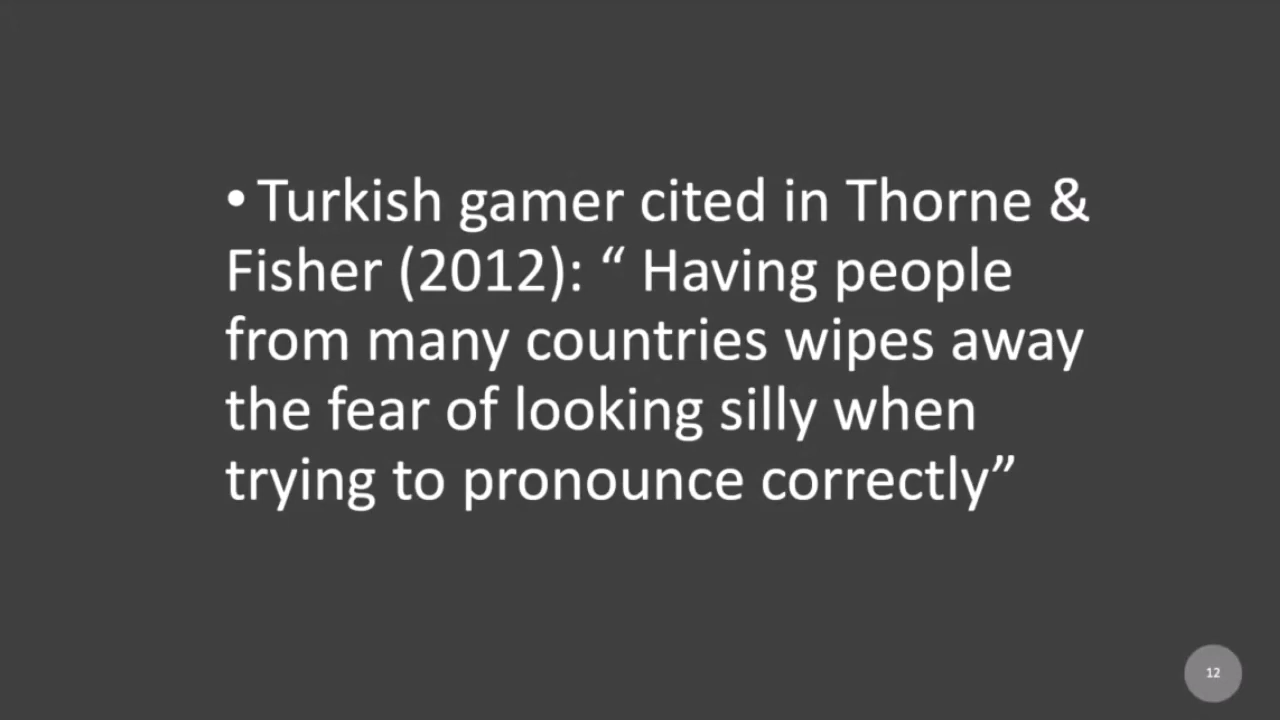 • Turkish gamer cited in Thorne &
Fisher (2012): “ Having people
from many countries wipes away
the fear of looking silly when
trying to pronounce correctly”
12